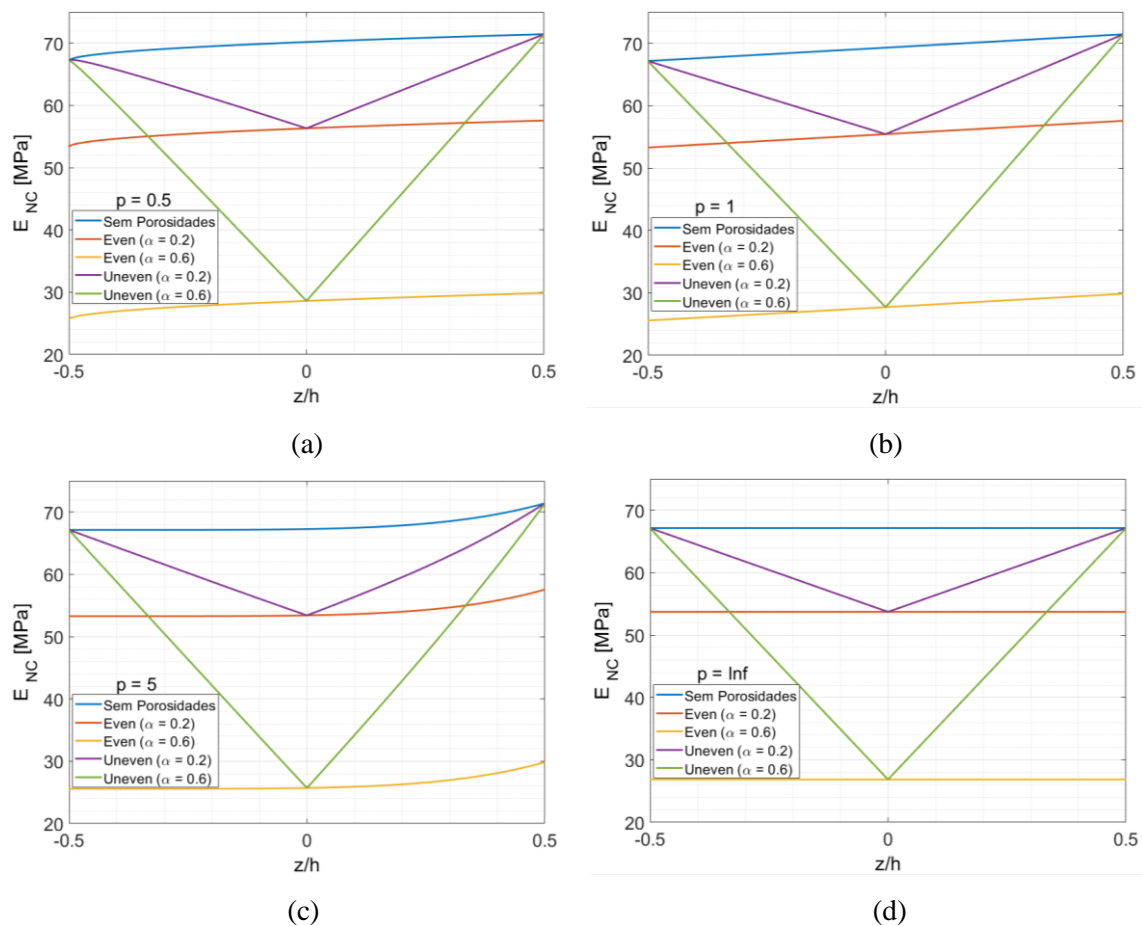 70
60
50
40
30
20
E NC [MPa]
p = 0.5
Sem Porosidades
Even (α = 0.2)
Even (α = 0.6)
Uneven (α = 0.2)
Uneven (α = 0.6)
-0.5 0 0.5
z/h
(a)
70
60
50
40
30
20
E NC [MPa]
p = 1
Sem Porosidades
Even (α = 0.2)
Even (α = 0.6)
Uneven (α = 0.2)
Uneven (α = 0.6)
-0.5 0 0.5
z/h
(b)
70
60
50
40
30
20
E NC [MPa]
p = 5
Sem Porosidades
Even (α = 0.2)
Even (α = 0.6)
Uneven (α = 0.2)
Uneven (α = 0.6)
-0.5 0 0.5
z/h
(c)
70
60
50
40
30
20
E NC [MPa]
p = Inf
Sem Porosidades
Even (α = 0.2)
Even (α = 0.6)
Uneven (α = 0.2)
Uneven (α = 0.6)
-0.5 0 0.5
z/h
(d)